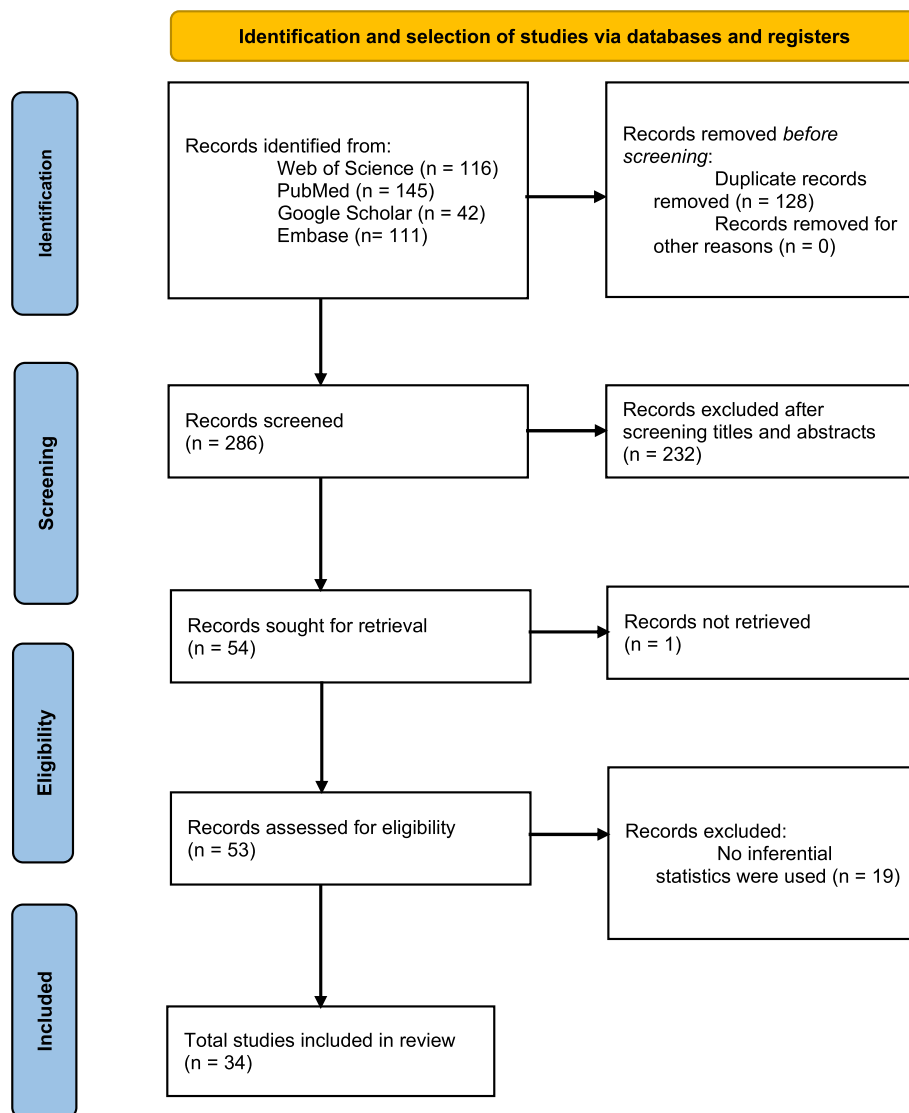 Identification and selection of studies via databases and registers
Identification
Records identified from:
Web of Science (n = 116)
PubMed (n = 145)
Google Scholar (n = 42)
Embase (n= 111)
Records removed before
screening:
Duplicate records
removed (n = 128)
Records removed for
other reasons (n = 0)
Screening
Records screened
(n = 286)
Records excluded after
screening titles and abstracts
(n = 232)
Records sought for retrieval
(n = 54)
Records not retrieved
(n = 1)
Eligibility
Records assessed for eligibility
(n = 53)
Records excluded:
No inferential
statistics were used (n = 19)
Included
Total studies included in review
(n = 34)